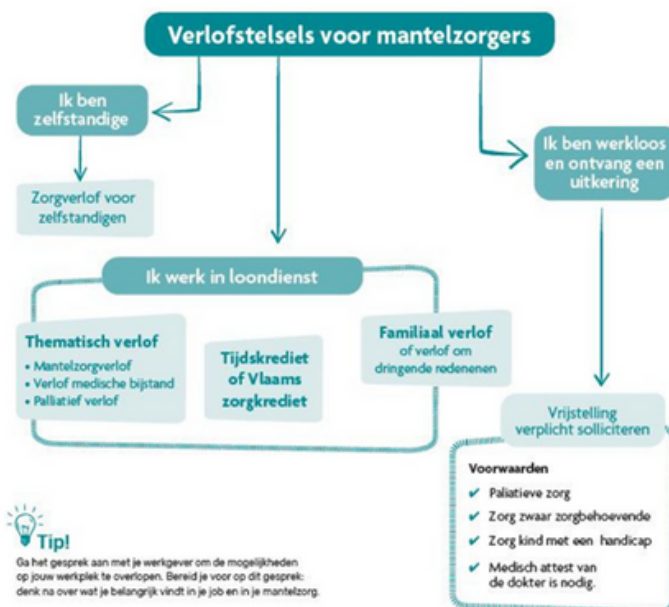 Verlofstelsels voor mantelzorgers
Ik ben
zelfstandige
Zorgverlof voor
zelfstandigen
Ik werk in loondienst
Thematisch verlof
• Mantelzorgverlof
• Verlof medische bijstand
• Palliatief verlof
Tijdskrediet
of Vlaams
zorgkrediet
Familiaal verlof
of verlof om
dringende redenenen
Ik ben werkloos
en ontvang een
uitkering
Vrijstelling
verplicht solliciteren
Voorwaarden
✔ Paliatieve zorg
✔ Zorg zwaar zorgbehoevende
✔ Zorg kind met een handicap
✔ Medisch attest van
de dokter is nodig.
Tip!
Ga het gesprek aan met je werkgever om de mogelijkheden
op jouw werkplek te overlopen. Bereid je voor op dit gesprek:
denk na over wat je belangrijk vindt in je job en in je mantelzorg.